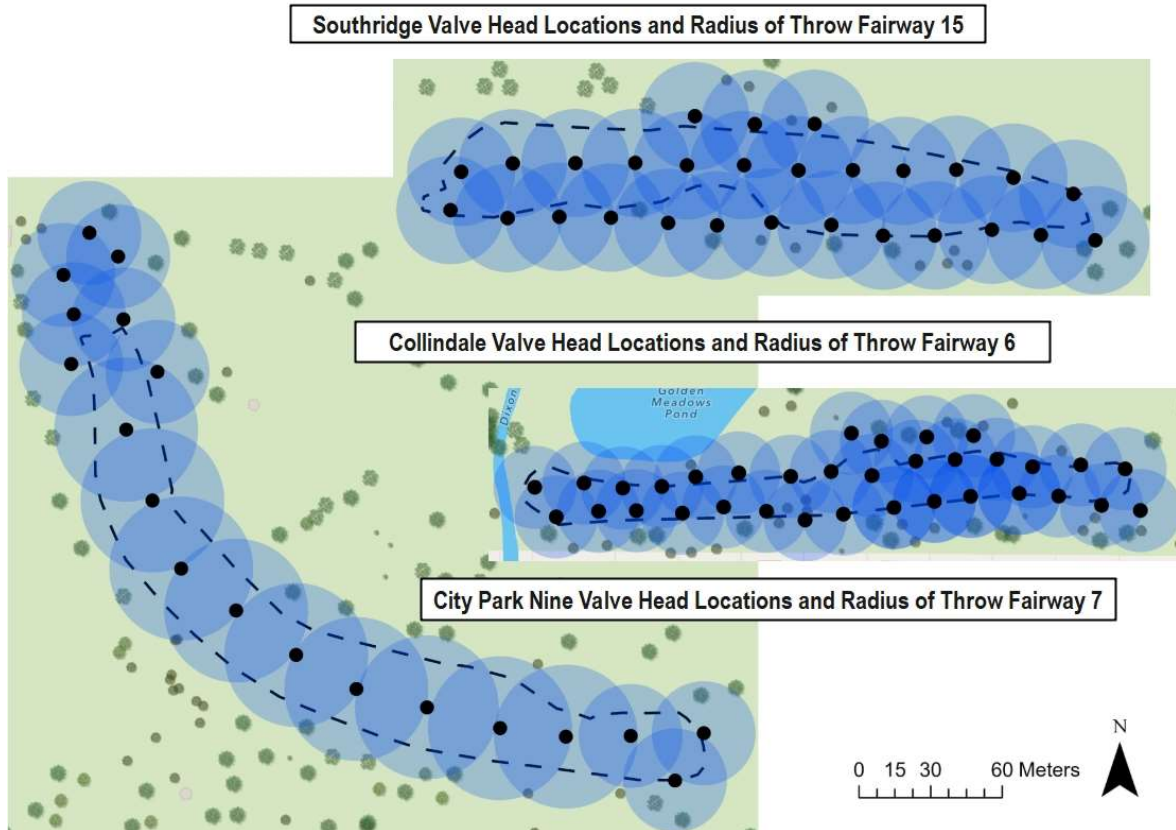 Southridge Valve Head Locations and Radius of Throw Fairway 15
Collindale Valve Head Locations and Radius of Throw Fairway 6
Dixon
Golden
Meadows
Pond
City Park Nine Valve Head Locations and Radius of Throw Fairway 7
N
0 15 30 60 Meters